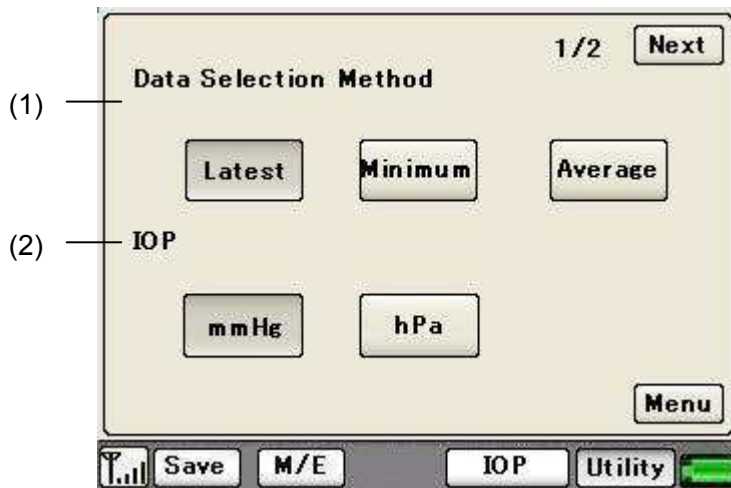 1/2 Next
(1) Data Selection Method
Latest Minimum Average
(2) IOP
mmHg hPa
Menu
Save M/E IOP Utility